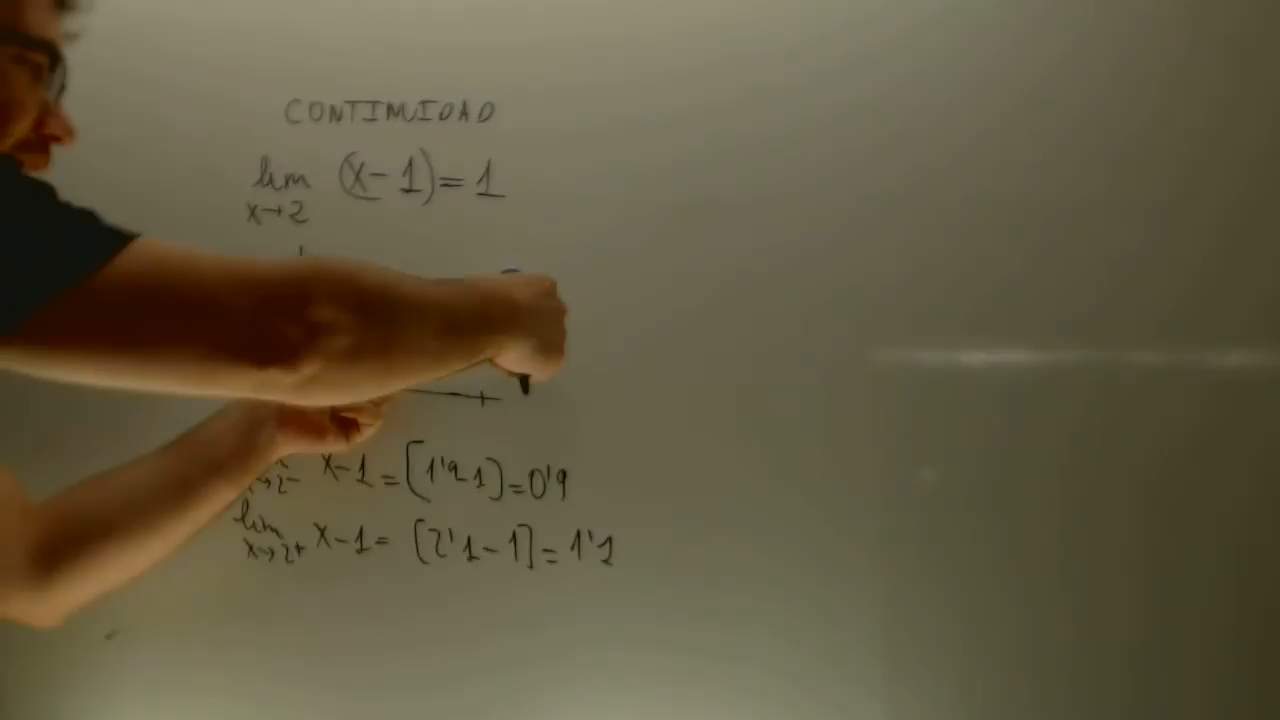 CONTINUIDAD
lim (x-1) = 1
x→2
x-1 = [1'9-1] = 0'9
x→2-
lim x-1 = [2'1-1] = 1'1
x→2+